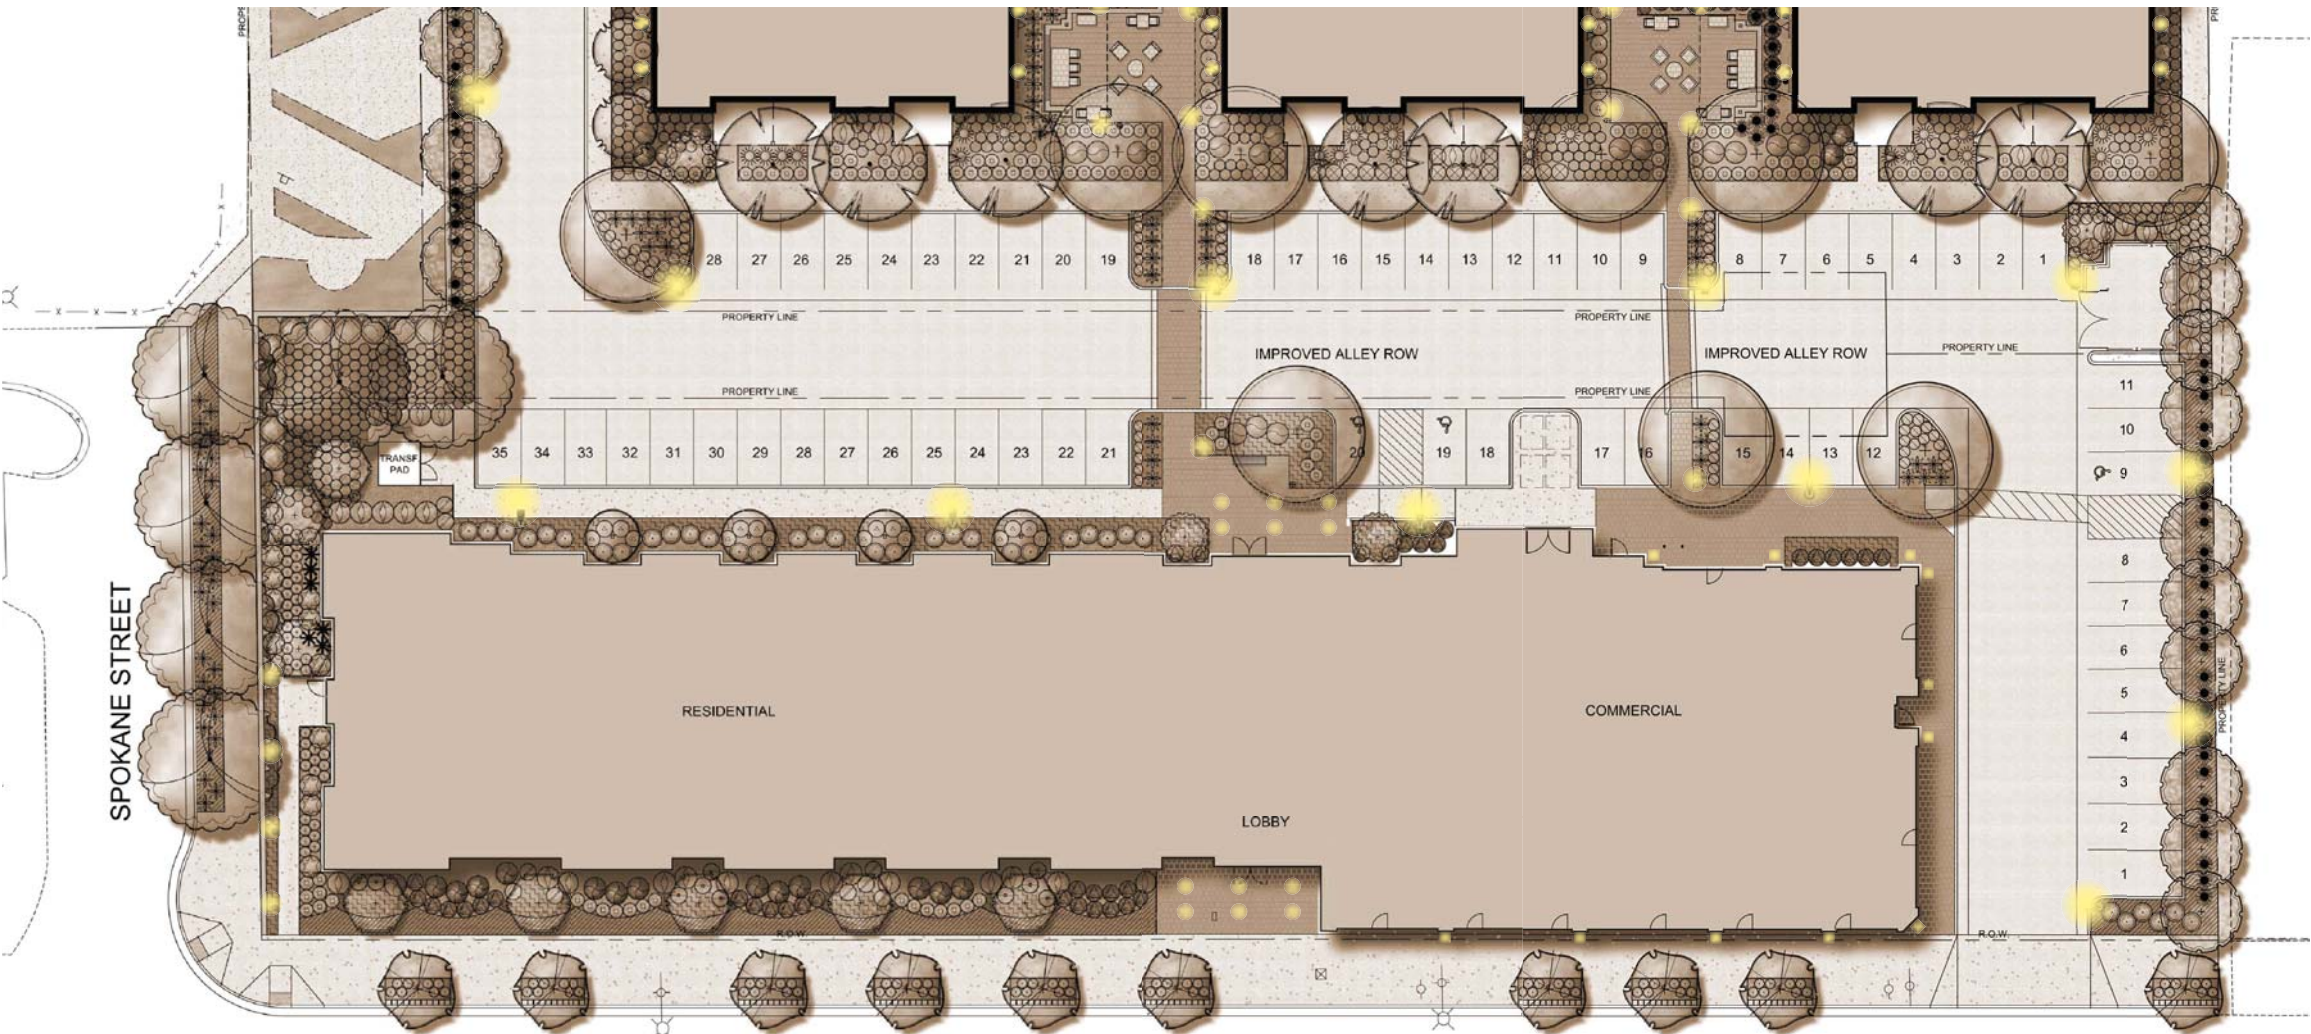 28 27 26 25 24 23 22 21 20 19
18 17 16 15 14 13 12 11 10 9
8 7 6 5 4 3 2 1
PROPERTY LINE
PROPERTY LINE
IMPROVED ALLEY ROW
IMPROVED ALLEY ROW
PROPERTY LINE
PROPERTY LINE
PROPERTY LINE
11
10
9
35 34 33 32 31 30 29 28 27 26 25 24 23 22 21
20 19 18 17 16 15 14 13 12
TRANSF
PAD
8
7
6
5
4
3
2
1
SPOKANE STREET
RESIDENTIAL
COMMERCIAL
PROPERTY LINE
LOBBY
R.O.W.
R.O.W.